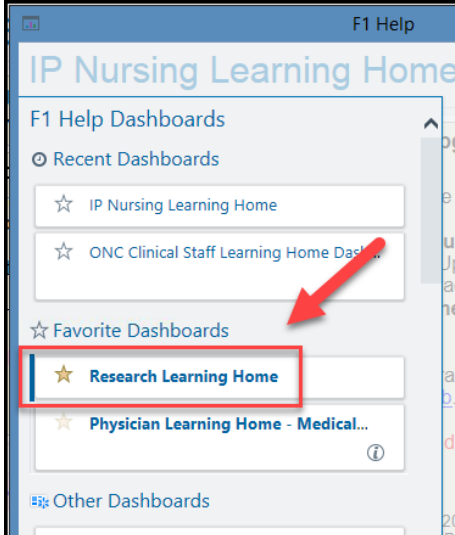 F1 Help
IP Nursing Learning Home
F1 Help Dashboards
Recent Dashboards
IP Nursing Learning Home
ONC Clinical Staff Learning Home Das
Favorite Dashboards
Research Learning Home
Physician Learning Home - Medical...
Other Dashboards